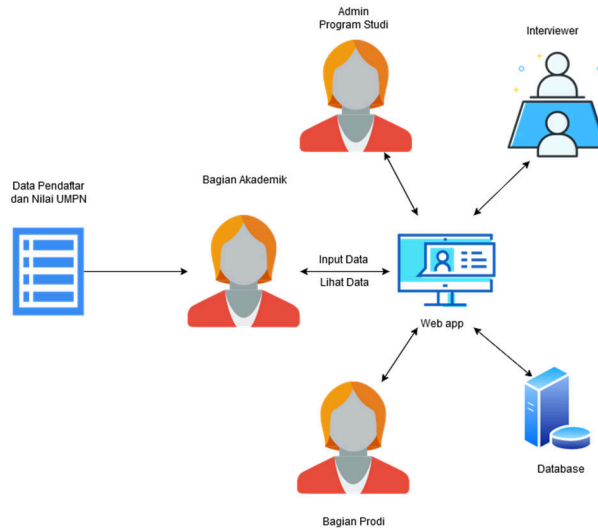 Admin
Program Studi
Interviewer
Data Pendaftar
dan Nilai UMPN
Bagian Akademik
Input Data
Lihat Data
Web app
Database
Bagian Prodi